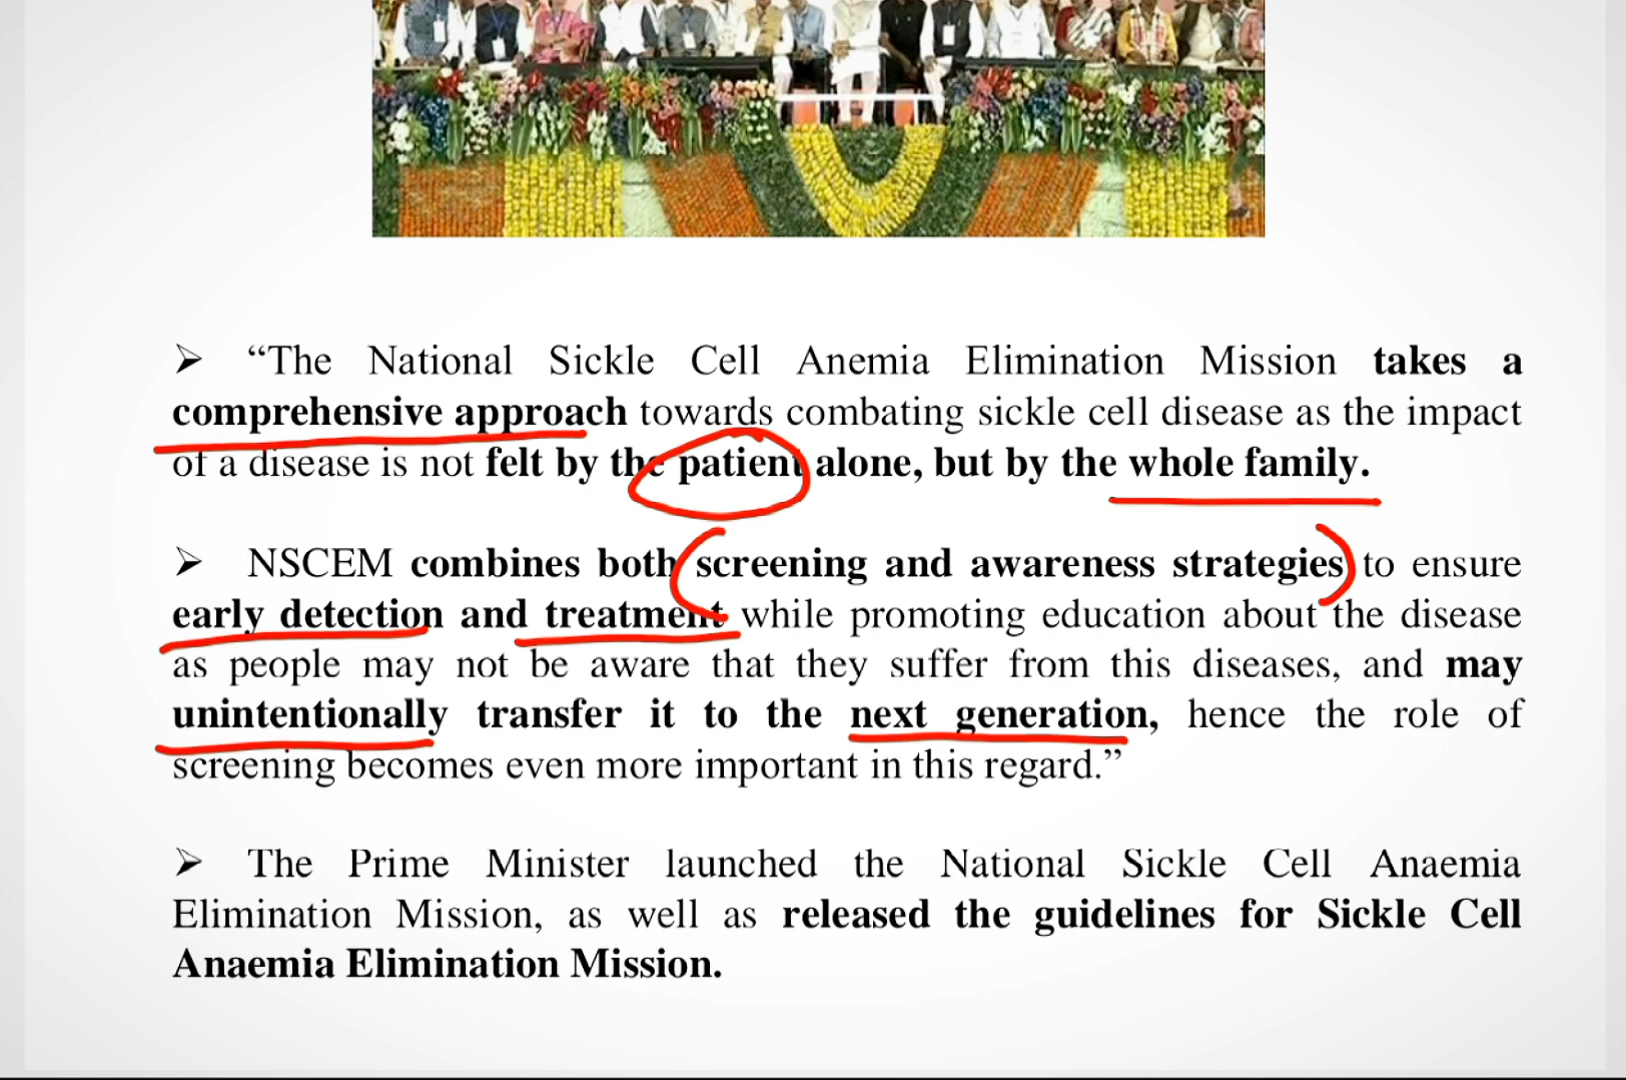 ➤ “The National Sickle Cell Anemia Elimination Mission takes a
comprehensive approach towards combating sickle cell disease as the impact
of a disease is not felt by the patient alone, but by the whole family.
➤ NSCEM combines both screening and awareness strategies to ensure
early detection and treatment while promoting education about the disease
as people may not be aware that they suffer from this diseases, and may
unintentionally transfer it to the next generation, hence the role of
screening becomes even more important in this regard.”
➤ The Prime Minister launched the National Sickle Cell Anaemia
Elimination Mission, as well as released the guidelines for Sickle Cell
Anaemia Elimination Mission.